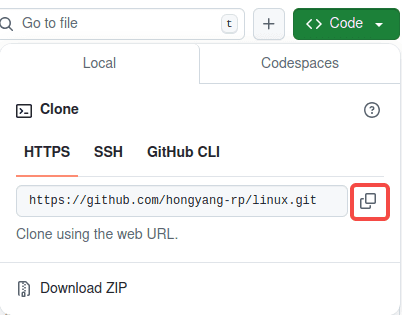 Go to file t Code
Local Codespaces
Clone
HTTPS SSH GitHub CLI
https://github.com/hongyang-rp/linux.git
Clone using the web URL.
Download ZIP